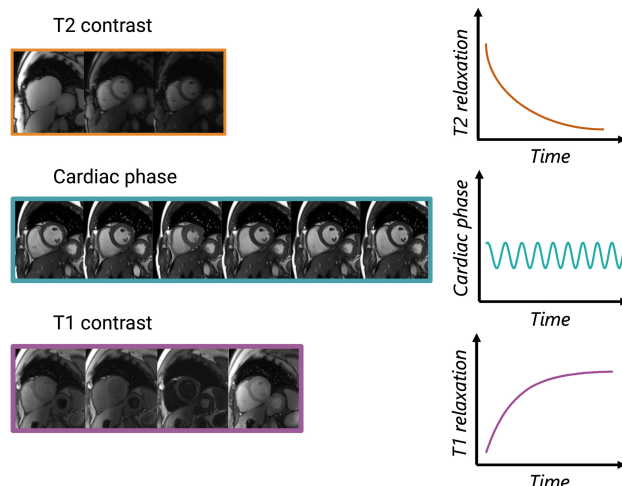 T2 contrast
T2 relaxation
Time
Cardiac phase
Cardiac phase
Time
T1 contrast
T1 relaxation
Time